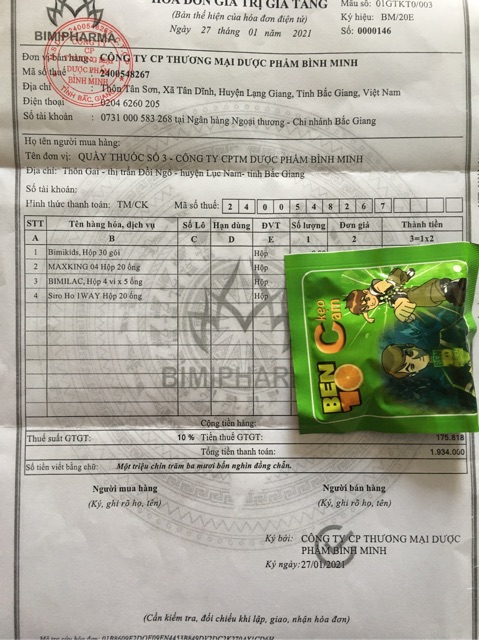 HÓA ĐƠN GIÁ TRỊ GIA TĂNG
(Bản thể hiện của hóa đơn điện tử)
Ngày 27 tháng 01 năm 2021
Mẫu số: 01GTKT0/003
Ký hiệu: BM/20E
Số: 0000146
BIMIPHARMA
2400548267
CÔNG TY
CP
DƯỢC PHẨM
BÌNH MINH
Đơn vị bán hàng : CÔNG TY CP THƯƠNG MẠI DƯỢC PHẨM BÌNH MINH
Mã số thuế : 2400548267
Địa chỉ : Thôn Tân Sơn, Xã Tân Dĩnh, Huyện Lạng Giang, Tỉnh Bắc Giang, Việt Nam
Điện thoại : 0204 6260 205
Số tài khoản : 0731 000 583 268 tại Ngân hàng Ngoại thương - Chi nhánh Bắc Giang
Họ tên người mua hàng:
Tên đơn vị: QUẦY THUỐC SỐ 3 - CÔNG TY CPTM DƯỢC PHẨM BÌNH MINH
Địa chỉ: Thôn Gai - thị trấn Đồi Ngô - huyện Lục Nam- tỉnh Bắc Giang
Số tài khoản:
Hình thức thanh toán: TM/CK Mã số thuế: 2 4 0 0 5 4 8 2 6 7
STT Tên hàng hóa, dịch vụ Số Lô Hạn dùng ĐVT Số lượng Đơn giá Thành tiền
A B C D E 1 2 3=1x2
1 Bimikids, Hộp 30 gói Hộp
2 MAXKING 04 Hộp 20 ống Hộp
3 BIMILAC, Hộp 4 vỉ x 5 ống Hộp
4 Siro Ho 1WAY Hộp 20 ống Hộp
BIMIPHARMA
kẹo
Cam
BEN
10
Cộng tiền hàng:
Thuế suất GTGT: 10 % Tiền thuế GTGT: 175.818
Tổng tiền thanh toán: 1.934.000
Số tiền viết bằng chữ: Một triệu chín trăm ba mươi bốn nghìn đồng chẵn.
Người mua hàng
(Ký, ghi rõ họ, tên)
Người bán hàng
(Ký, ghi rõ họ, tên)
Ký bởi: CÔNG TY CP THƯƠNG MẠI DƯỢC
PHẨM BÌNH MINH
Ký ngày: 27/01/2021
(Cần kiểm tra, đối chiếu khi lập, giao, nhận hóa đơn)